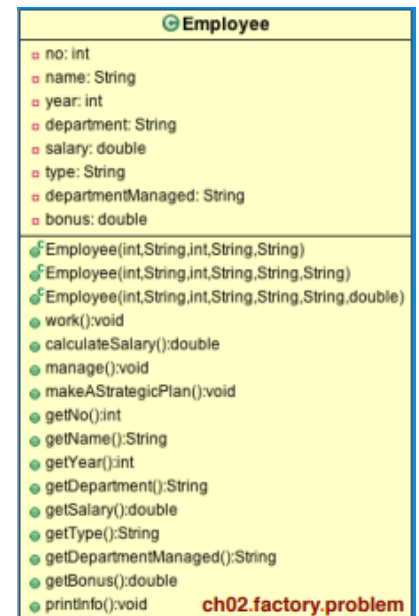 Employee
no: int
name: String
year: int
department: String
salary: double
type: String
departmentManaged: String
bonus: double
Employee(int,String,int,String,String)
Employee(int,String,int,String,String,String)
Employee(int,String,int,String,String,String,double)
work():void
calculateSalary():double
manage():void
makeAStrategicPlan():void
getNo():int
getName():String
getYear():int
getDepartment():String
getSalary():double
getType():String
getDepartmentManaged():String
getBonus():double
printInfo():void ch02.factory.problem